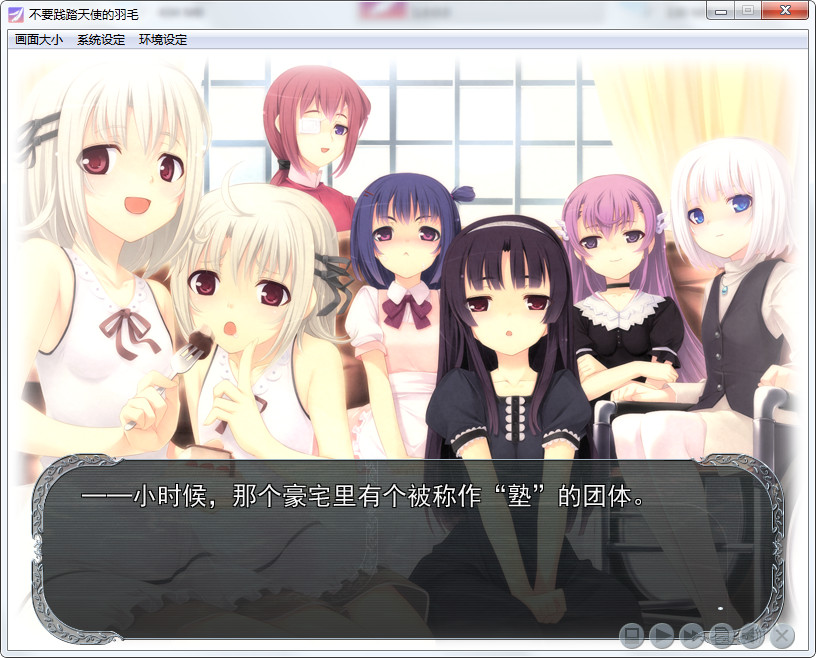 不要践踏天使的羽毛
画面大小 系统设定 环境设定
——小时候，那个豪宅里有个被称作“塾”的团体。